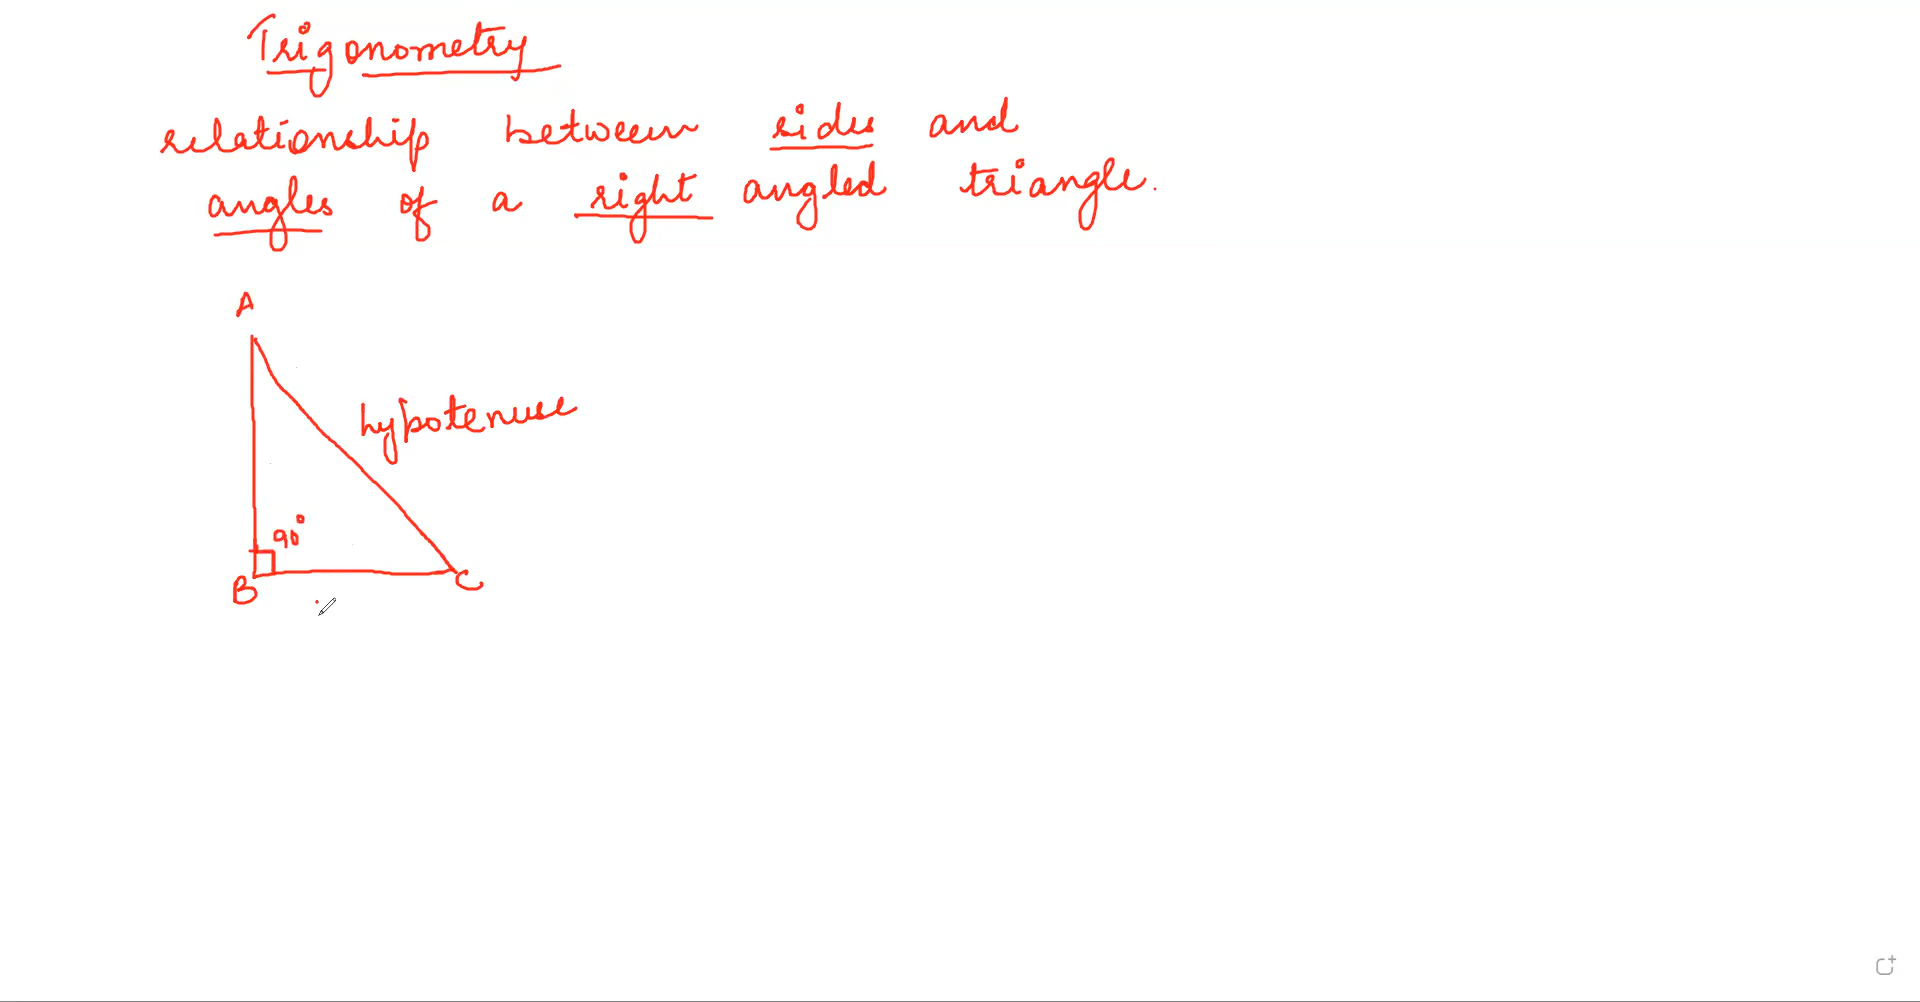 Trigonometry
relationship between sides and
angles of a right angled triangle.
A
hypotenuse
90°
B
C